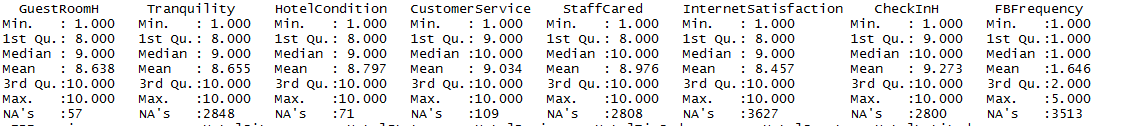 GuestRoomH Tranquility HotelCondition CustomerService StaffCared InternetSatisfaction CheckInH FBFrequency
Min. : 1.000 Min. : 1.000 Min. : 1.000 Min. : 1.000 Min. : 1.000 Min. : 1.000 Min. : 1.000 Min. :1.000
1st Qu.: 8.000 1st Qu.: 8.000 1st Qu.: 8.000 1st Qu.: 9.000 1st Qu.: 8.000 1st Qu.: 8.000 1st Qu.: 9.000 1st Qu.:1.000
Median : 9.000 Median : 9.000 Median : 9.000 Median :10.000 Median :10.000 Median : 9.000 Median :10.000 Median :1.000
Mean : 8.638 Mean : 8.655 Mean : 8.797 Mean : 9.034 Mean : 8.976 Mean : 8.457 Mean : 9.273 Mean :1.646
3rd Qu.:10.000 3rd Qu.:10.000 3rd Qu.:10.000 3rd Qu.:10.000 3rd Qu.:10.000 3rd Qu.:10.000 3rd Qu.:10.000 3rd Qu.:2.000
Max. :10.000 Max. :10.000 Max. :10.000 Max. :10.000 Max. :10.000 Max. :10.000 Max. :10.000 Max. :5.000
NA's :57 NA's :2848 NA's :71 NA's :109 NA's :2808 NA's :3627 NA's :2800 NA's :3513